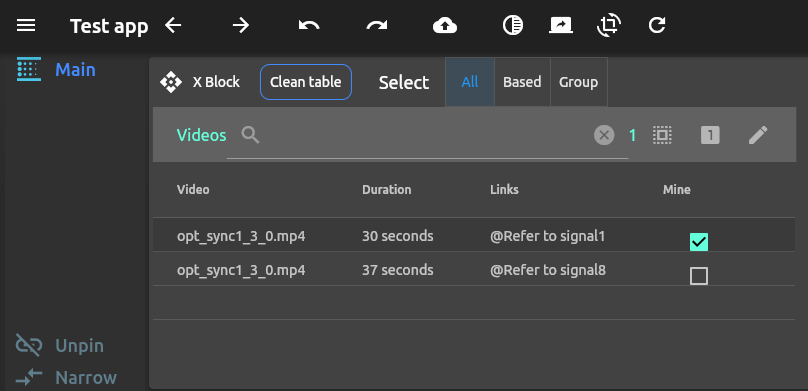 Test app
Main
X Block Clean table Select All Based Group
Videos 1 1
Video Duration Links Mine
opt_sync1_3_0.mp4 30 seconds @Refer to signal1
opt_sync1_3_0.mp4 37 seconds @Refer to signal8
Unpin
Narrow